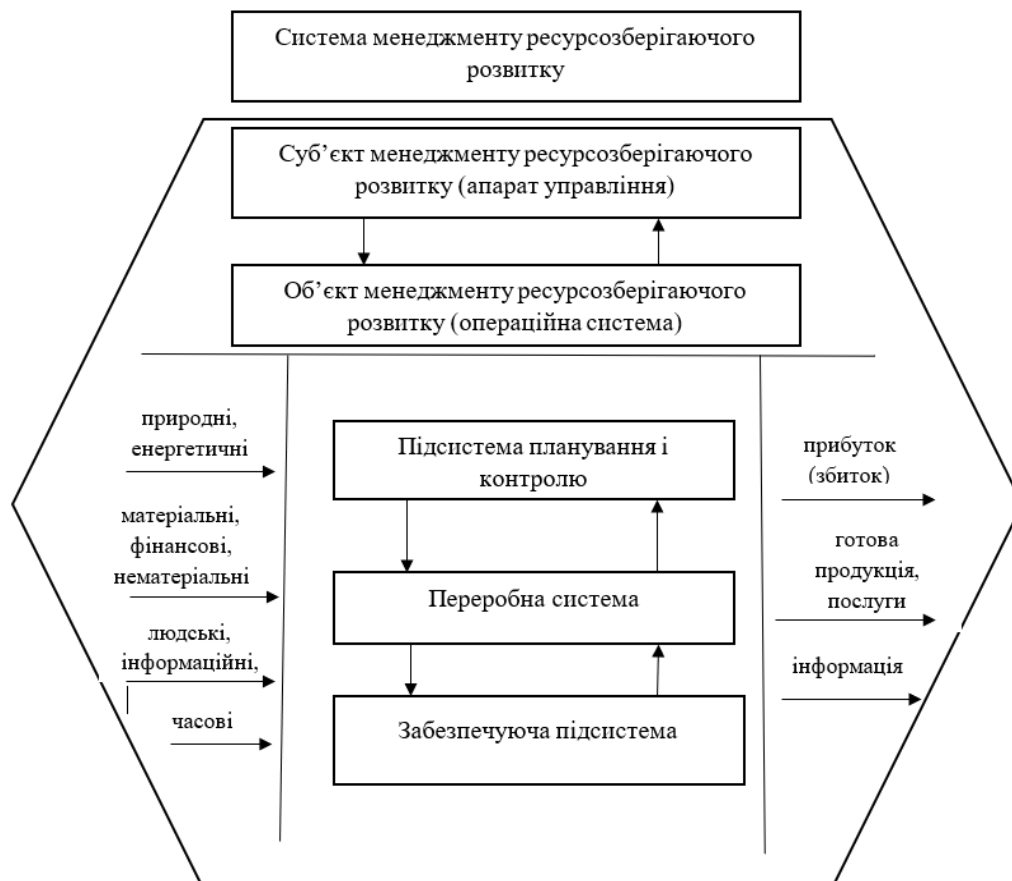 Система менеджменту ресурсозберігаючого
розвитку
Суб’єкт менеджменту ресурсозберігаючого
розвитку (апарат управління)
Об’єкт менеджменту ресурсозберігаючого
розвитку (операційна система)
природні,
енергетичні
матеріальні,
фінансові,
нематеріальні
людські,
інформаційні,
часові
Підсистема планування і
контролю
Переробна система
Забезпечуюча підсистема
прибуток
(збиток)
готова
продукція,
послуги
інформація